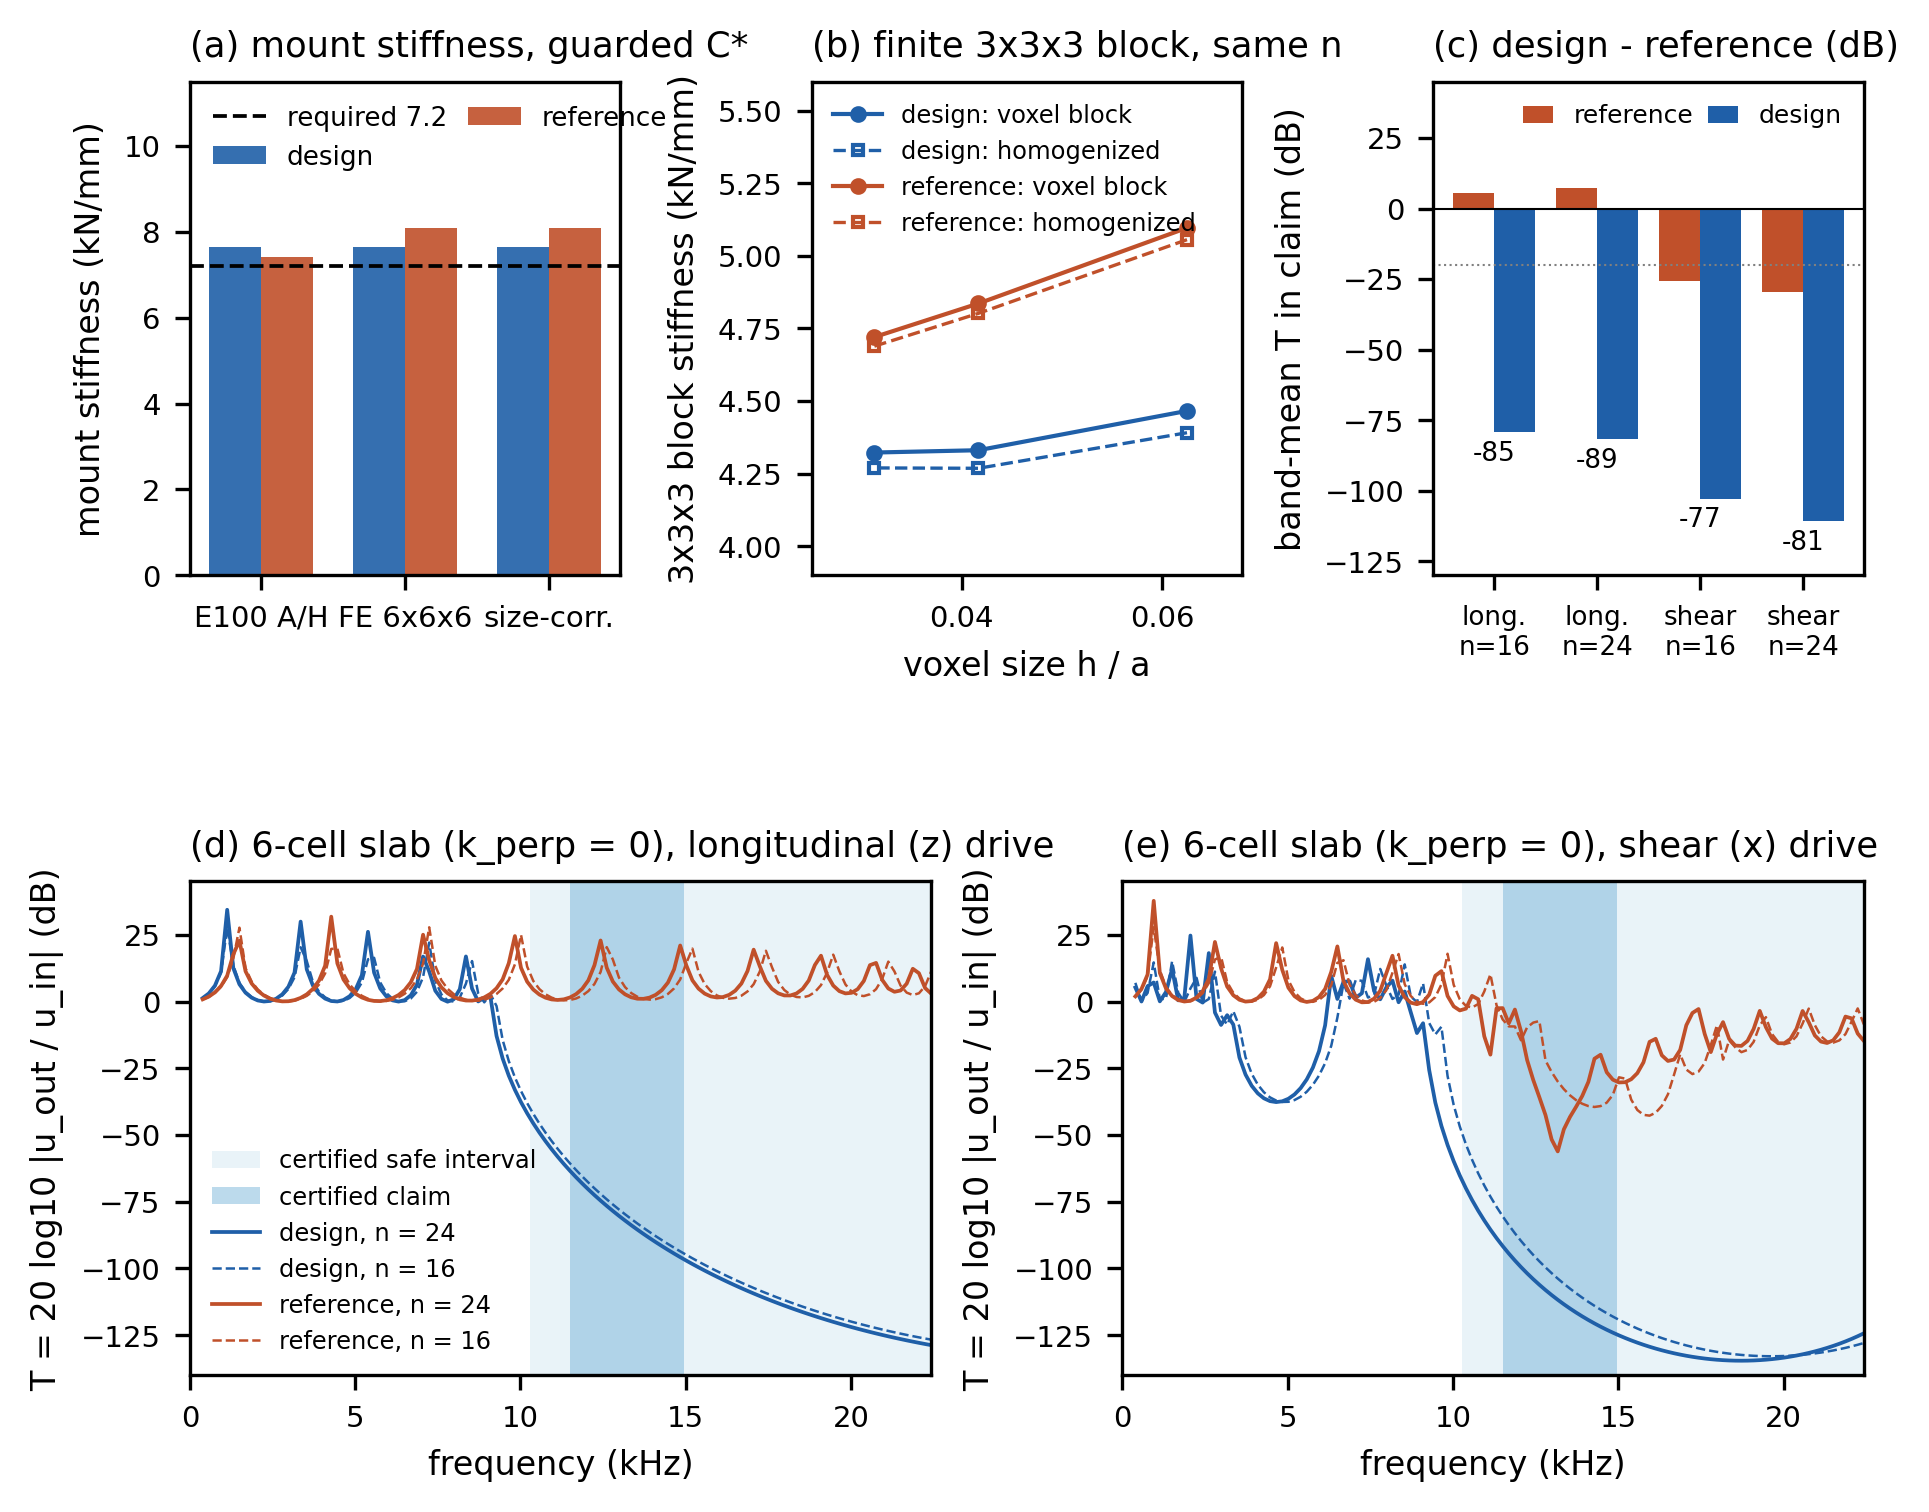 (a) mount stiffness, guarded C*
mount stiffness (kN/mm)
10
8
6
4
2
0
required 7.2
design
reference
E100 A/H
FE 6x6x6
size-corr.
(b) finite 3x3x3 block, same n
3x3x3 block stiffness (kN/mm)
5.50
5.25
5.00
4.75
4.50
4.25
4.00
design: voxel block
design: homogenized
reference: voxel block
reference: homogenized
0.04
0.06
voxel size h / a
(c) design - reference (dB)
band-mean T in claim (dB)
25
0
−25
−50
−75
−100
−125
reference
design
-85
-89
-77
-81
long.
n=16
long.
n=24
shear
n=16
shear
n=24
(d) 6-cell slab (k_perp = 0), longitudinal (z) drive
T = 20 log10 |u_out / u_in| (dB)
25
0
−25
−50
−75
−100
−125
certified safe interval
certified claim
design, n = 24
design, n = 16
reference, n = 24
reference, n = 16
0
5
10
15
20
frequency (kHz)
(e) 6-cell slab (k_perp = 0), shear (x) drive
T = 20 log10 |u_out / u_in| (dB)
25
0
−25
−50
−75
−100
−125
0
5
10
15
20
frequency (kHz)